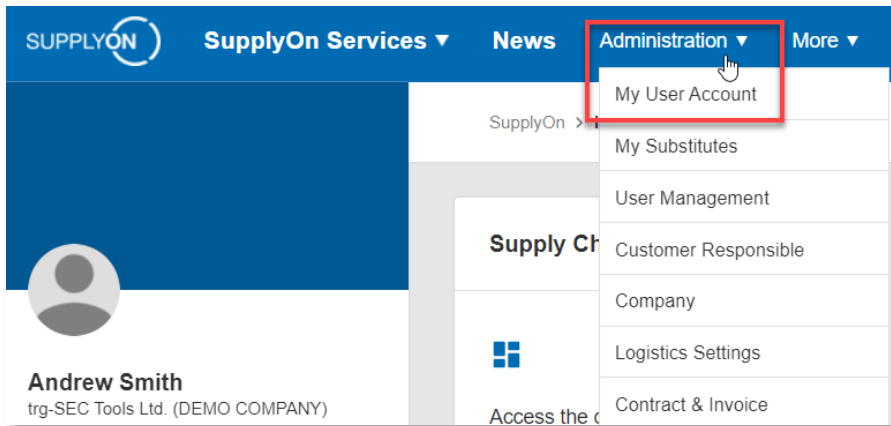 SUPPLYON SupplyOn Services ▼ News Administration ▼ More ▼
My User Account
SupplyOn >
My Substitutes
User Management
Supply Ch
Customer Responsible
Company
Logistics Settings
Andrew Smith
trg-SEC Tools Ltd. (DEMO COMPANY)
Contract & Invoice
Access the